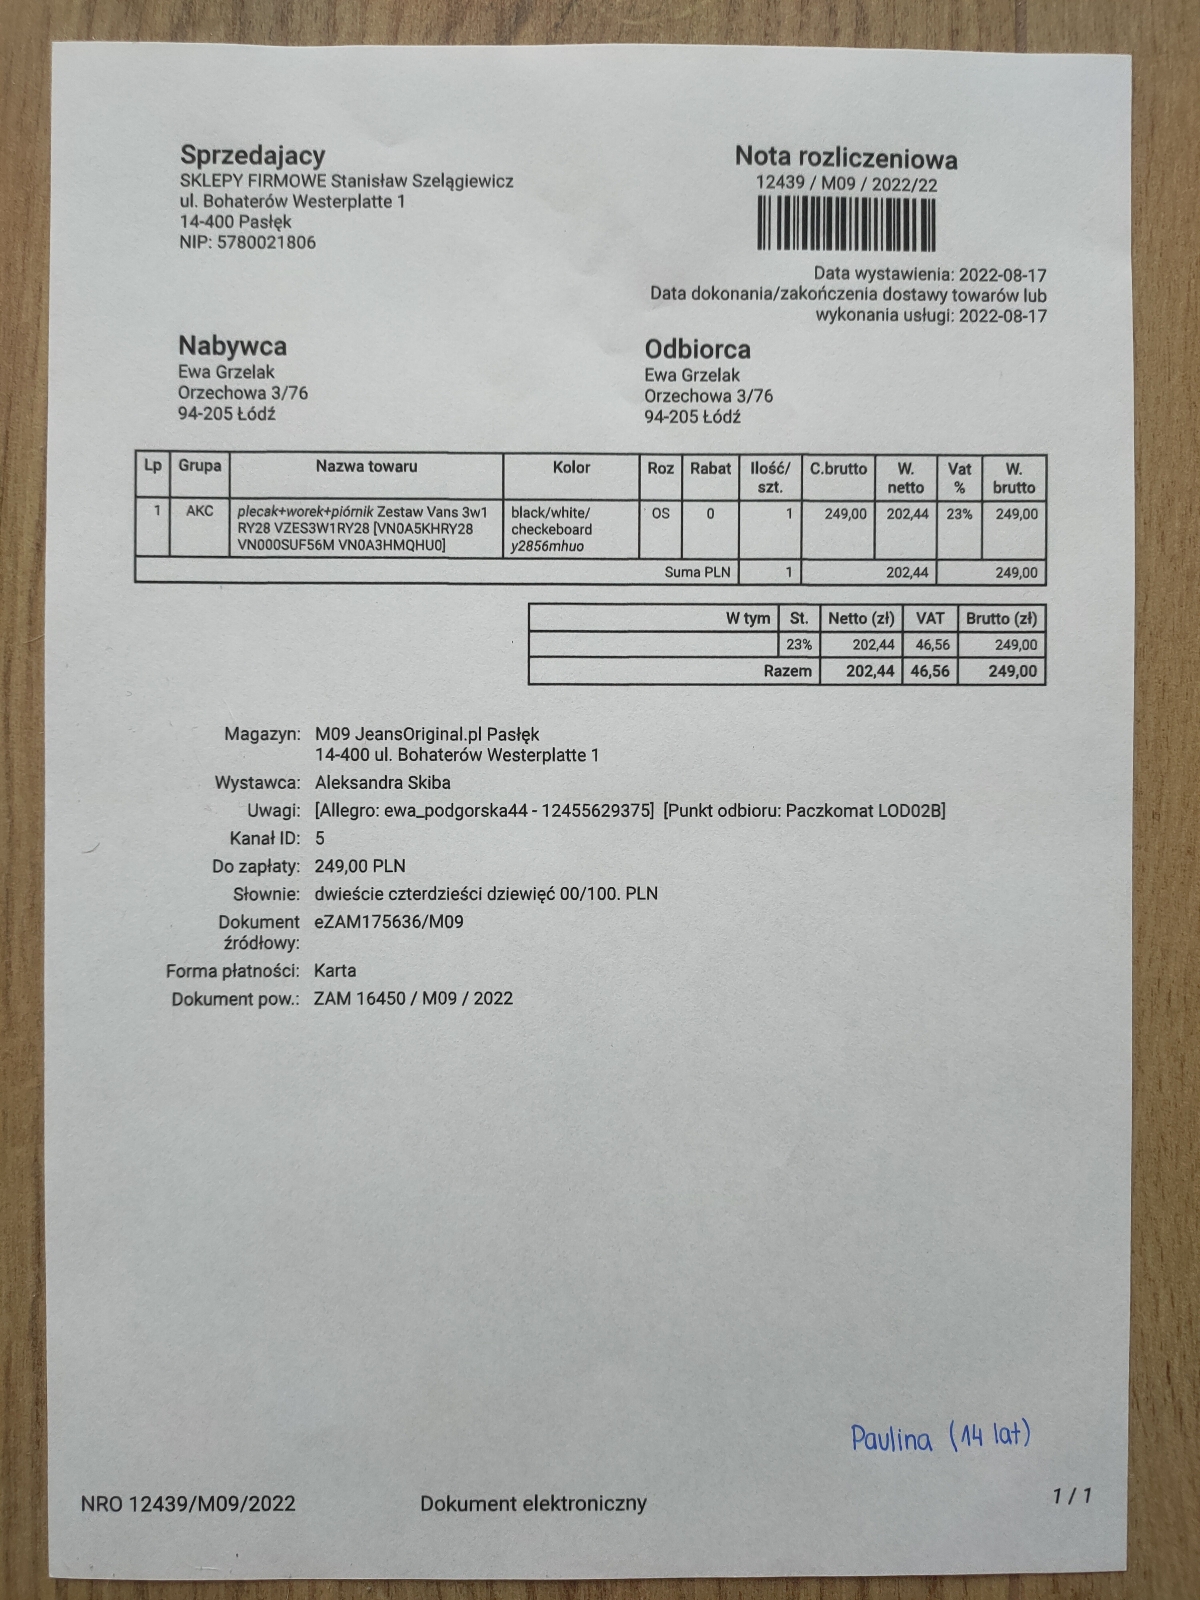 Sprzedajacy
SKLEPY FIRMOWE Stanisław Szelągiewicz
ul. Bohaterów Westerplatte 1
14-400 Pasłęk
NIP: 5780021806
Nota rozliczeniowa
12439 / M09 / 2022/22
Data wystawienia: 2022-08-17
Data dokonania/zakończenia dostawy towarów lub
wykonania usługi: 2022-08-17
Nabywca
Ewa Grzelak
Orzechowa 3/76
94-205 Łódź
Odbiorca
Ewa Grzelak
Orzechowa 3/76
94-205 Łódź
Lp Grupa Nazwa towaru Kolor Roz Rabat Ilość/ szt. C.brutto W. netto Vat % W. brutto
1 AKC plecak+worek+piórnik Zestaw Vans 3w1 black/white/ OS 0 1 249,00 202,44 23% 249,00
RY28 VZES3W1RY28 [VN0A5KHRY28 checkeboard
VN000SUF56M VN0A3HMQHU0] y2856mhuo
Suma PLN 1 202,44 249,00
W tym St. Netto (zł) VAT Brutto (zł)
23% 202,44 46,56 249,00
Razem 202,44 46,56 249,00
Magazyn: M09 JeansOriginal.pl Pasłęk
14-400 ul. Bohaterów Westerplatte 1
Wystawca: Aleksandra Skiba
Uwagi: [Allegro: ewa_podgorska44 - 12455629375] [Punkt odbioru: Paczkomat LOD02B]
Kanał ID: 5
Do zapłaty: 249,00 PLN
Słownie: dwieście czterdzieści dziewięć 00/100. PLN
Dokument eZAM175636/M09
źródłowy:
Forma płatności: Karta
Dokument pow.: ZAM 16450 / M09 / 2022
Paulina (14 lat)
NRO 12439/M09/2022 Dokument elektroniczny 1 / 1